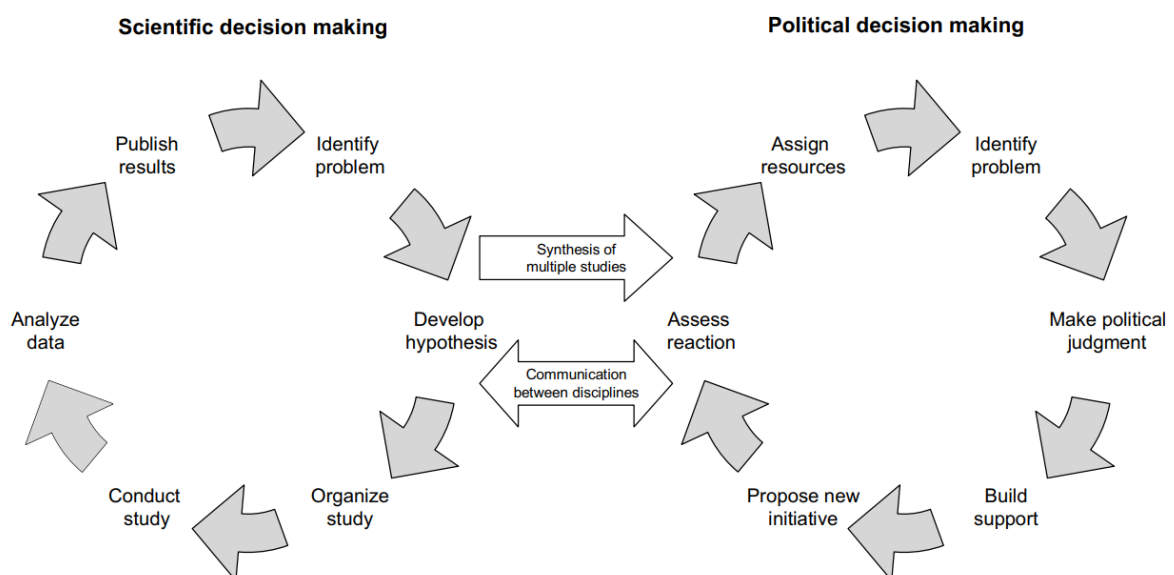 Scientific decision making
Political decision making
Publish
results
Identify
problem
Assign
resources
Identify
problem
Synthesis of
multiple studies
Analyze
data
Develop
hypothesis
Assess
reaction
Make political
judgment
Communication
between disciplines
Conduct
study
Organize
study
Propose new
initiative
Build
support